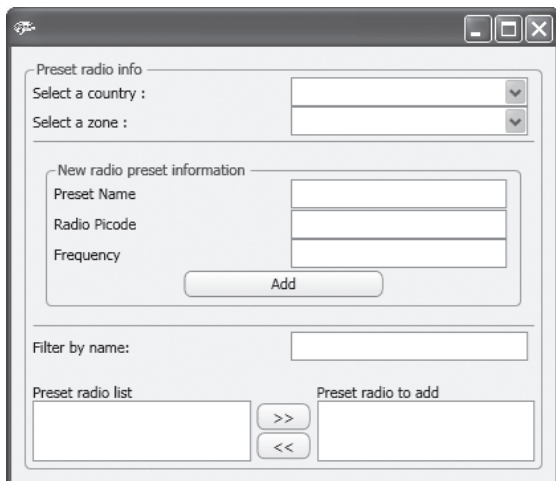 Preset radio info
Select a country :
Select a zone :
New radio preset information
Preset Name
Radio Picode
Frequency
Add
Filter by name:
Preset radio list
Preset radio to add
>>
<<